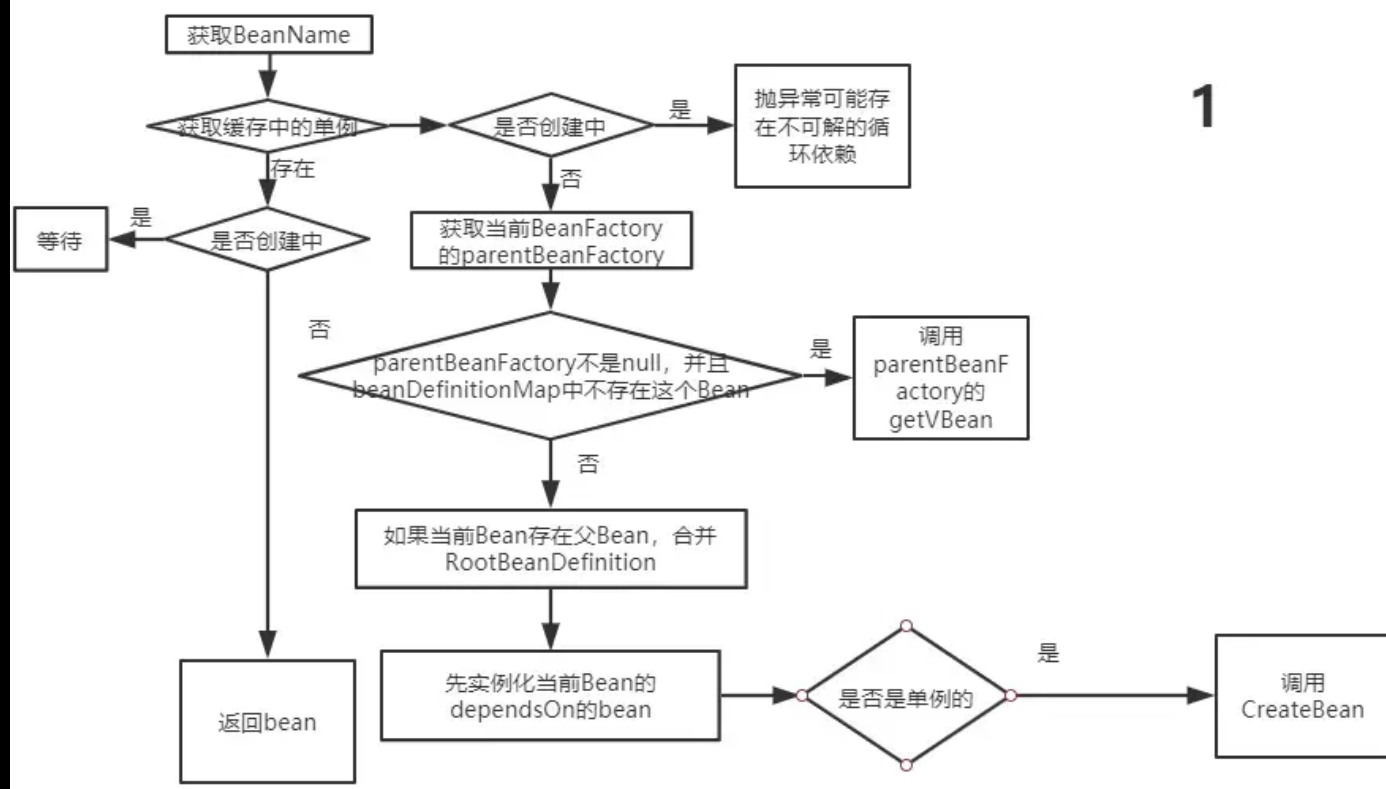 获取BeanName
1
获取缓存中的单例
是否创建中
是
抛异常可能存
在不可解的循
环依赖
存在
否
等待
是
是否创建中
获取当前BeanFactory
的parentBeanFactory
否
parentBeanFactory不是null，并且
beanDefinitionMap中不存在这个Bean
是
调用
parentBeanF
actory的
getVBean
否
如果当前Bean存在父Bean，合并
RootBeanDefinition
先实例化当前Bean的
dependsOn的bean
是否是单例的
是
调用
CreateBean
返回bean